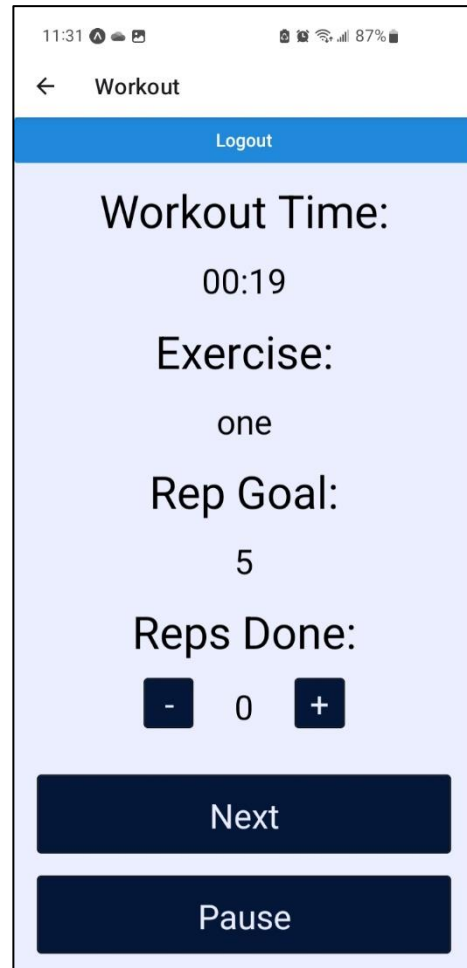 11:31 87%
← Workout
Logout
Workout Time:
00:19
Exercise:
one
Rep Goal:
5
Reps Done:
- 0 +
Next
Pause